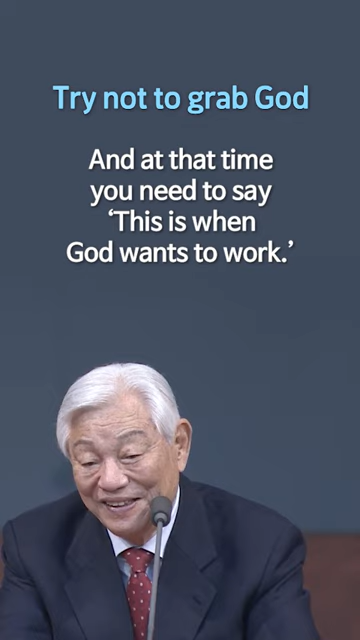 Try not to grab God
And at that time
you need to say
‘This is when
God wants to work.’